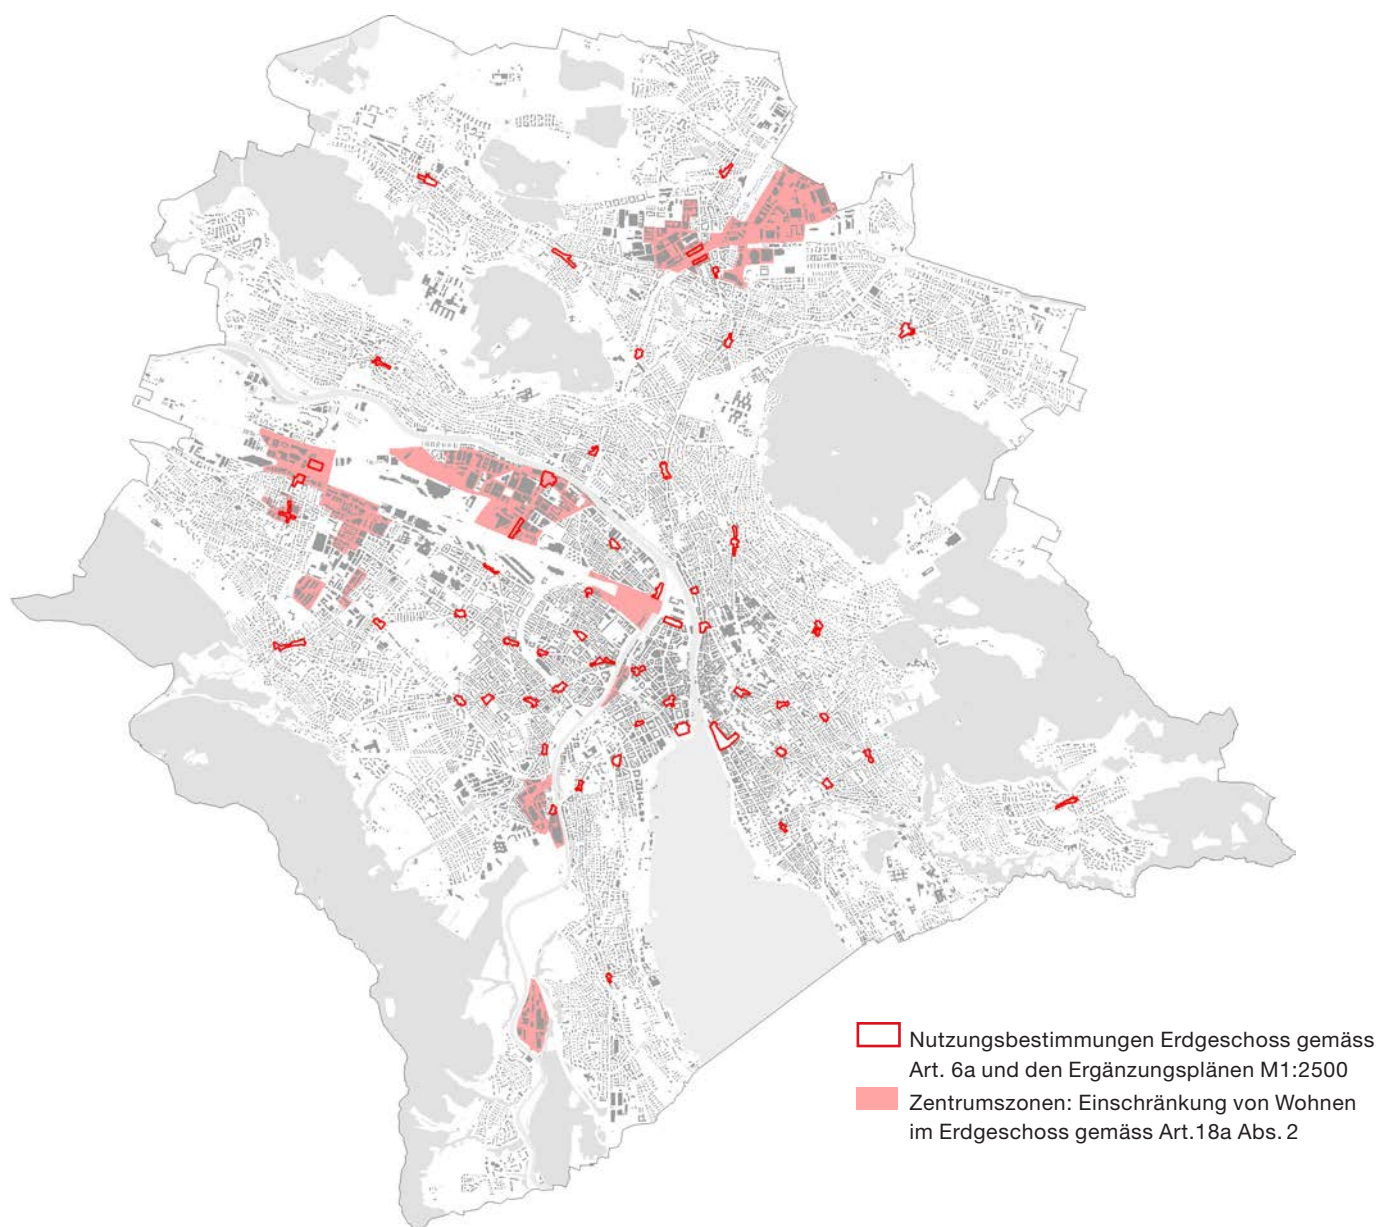 Nutzungsbestimmungen Erdgeschoss gemäss
Art. 6a und den Ergänzungsplänen M1:2500
Zentrumszonen: Einschränkung von Wohnen
im Erdgeschoss gemäss Art.18a Abs. 2